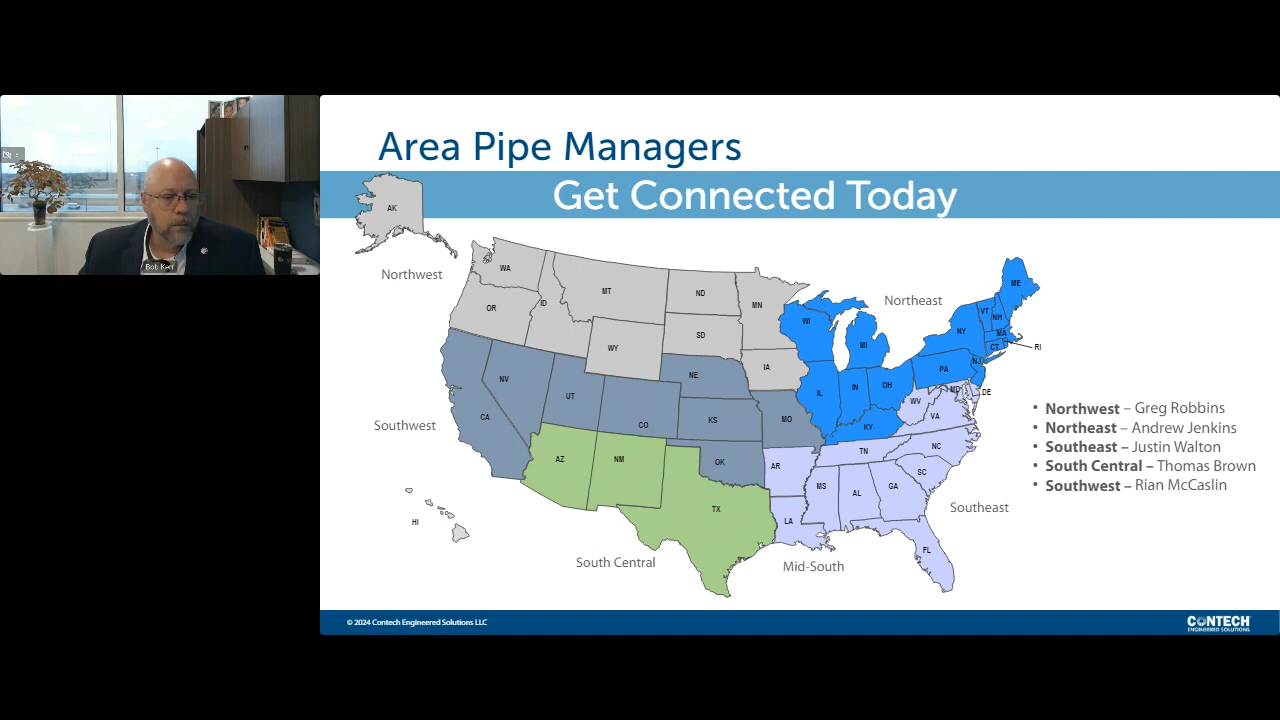 Area Pipe Managers
Get Connected Today
AK
Northwest
WA
MT
ND
MN
OR
ID
SD
WY
IA
Northeast
ME
VT
NH
NY
MA
CT
RI
WI
MI
PA
NJ
IL
IN
OH
KY
Southwest
NV
UT
CO
CA
NE
KS
MO
OK
WV
MD
DE
VA
NC
TN
SC
AR
MS
AL
GA
LA
FL
AZ
NM
TX
HI
South Central
Mid-South
Southeast
• Northwest – Greg Robbins
• Northeast – Andrew Jenkins
• Southeast – Justin Walton
• South Central – Thomas Brown
• Southwest – Rian McCaslin
Bob Kerr
© 2024 Contech Engineered Solutions LLC
CONTECH
ENGINEERED SOLUTIONS